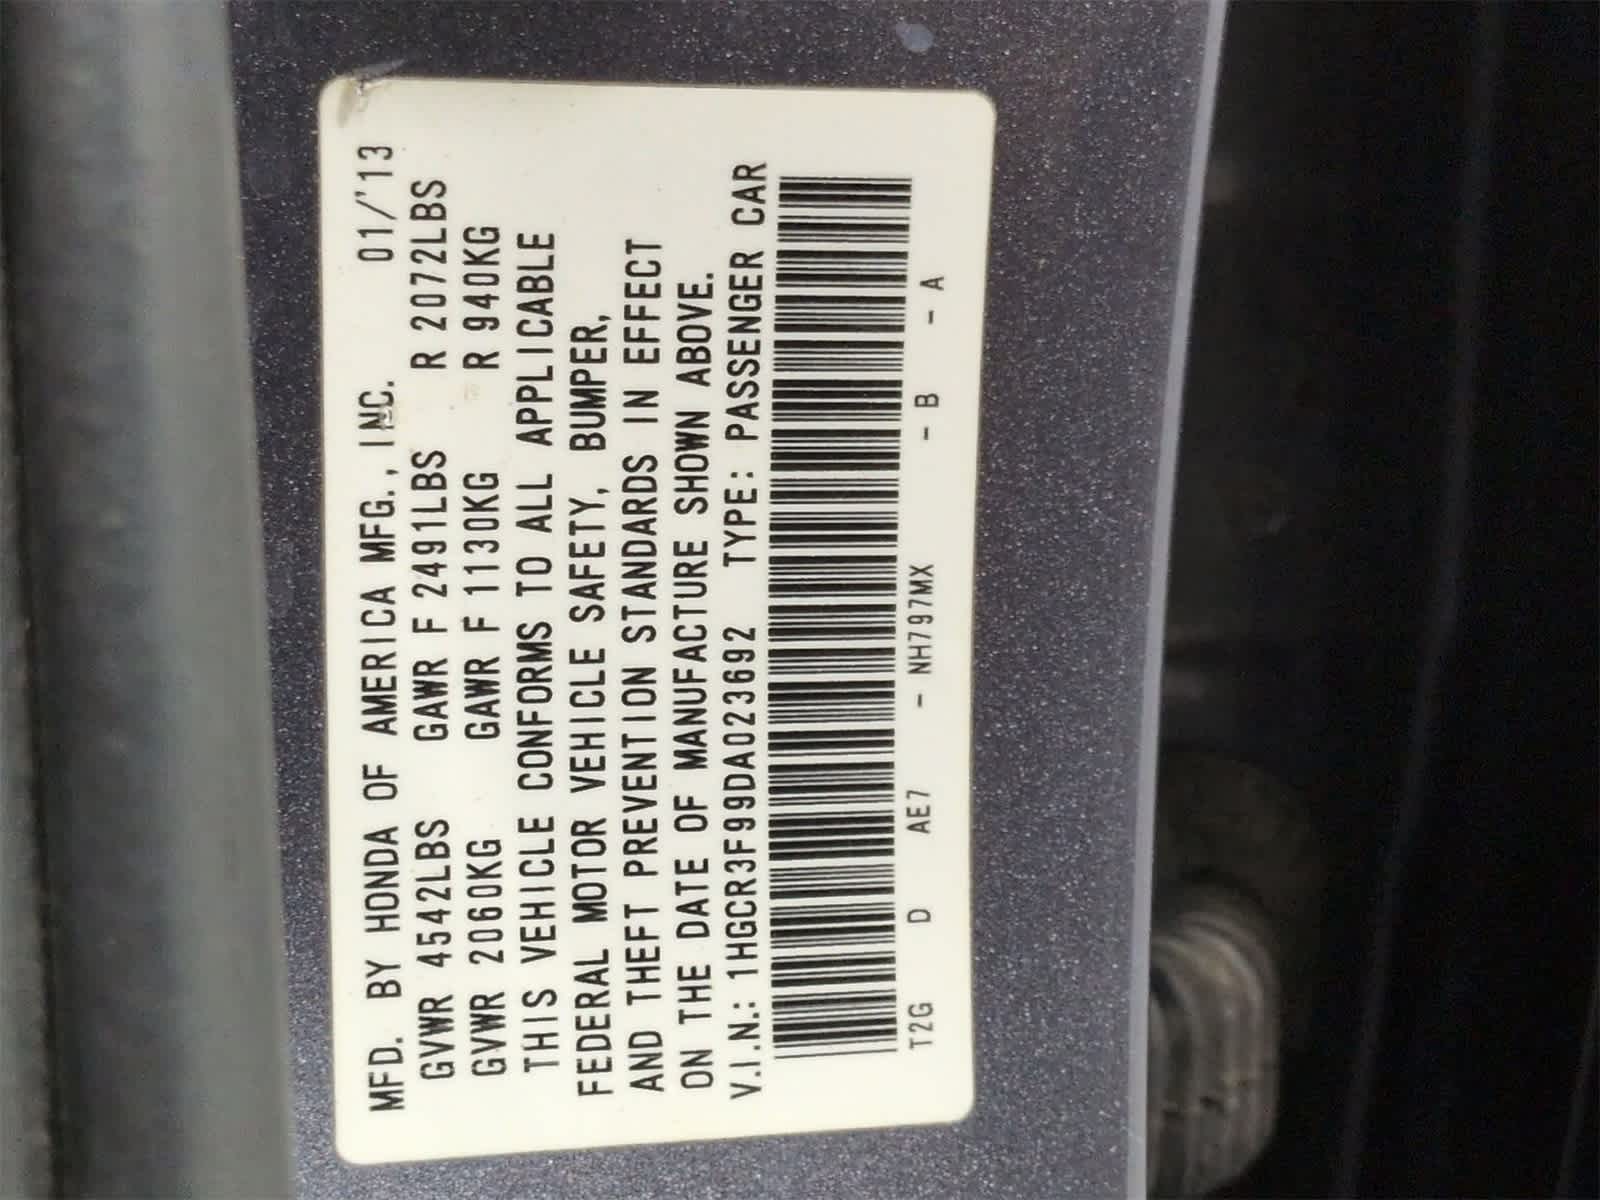 MFD. BY HONDA OF AMERICA MFG., INC. 01/'13
GVWR 4542LBS GAWR F 2491LBS R 2072LBS
GVWR 2060KG GAWR F 1130KG R 940KG
THIS VEHICLE CONFORMS TO ALL APPLICABLE
FEDERAL MOTOR VEHICLE SAFETY, BUMPER,
AND THEFT PREVENTION STANDARDS IN EFFECT
ON THE DATE OF MANUFACTURE SHOWN ABOVE.
V.I.N.: 1HGCR3F99DA023692 TYPE: PASSENGER CAR
T2G D AE7 - NH797MX - B - A